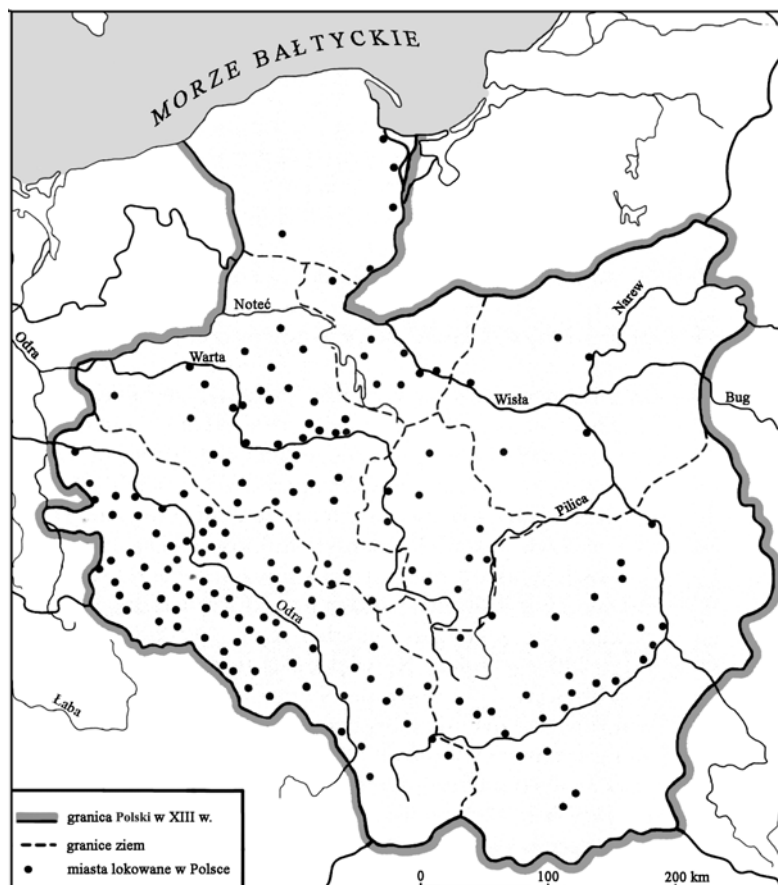 MORZE BAŁTYCKIE
Noteć
Narew
Odra
Warta
Wisła
Bug
Pilica
Odra
Łaba
granica Polski w XIII w.
granice ziem
miasta lokowane w Polsce
0 100 200 km